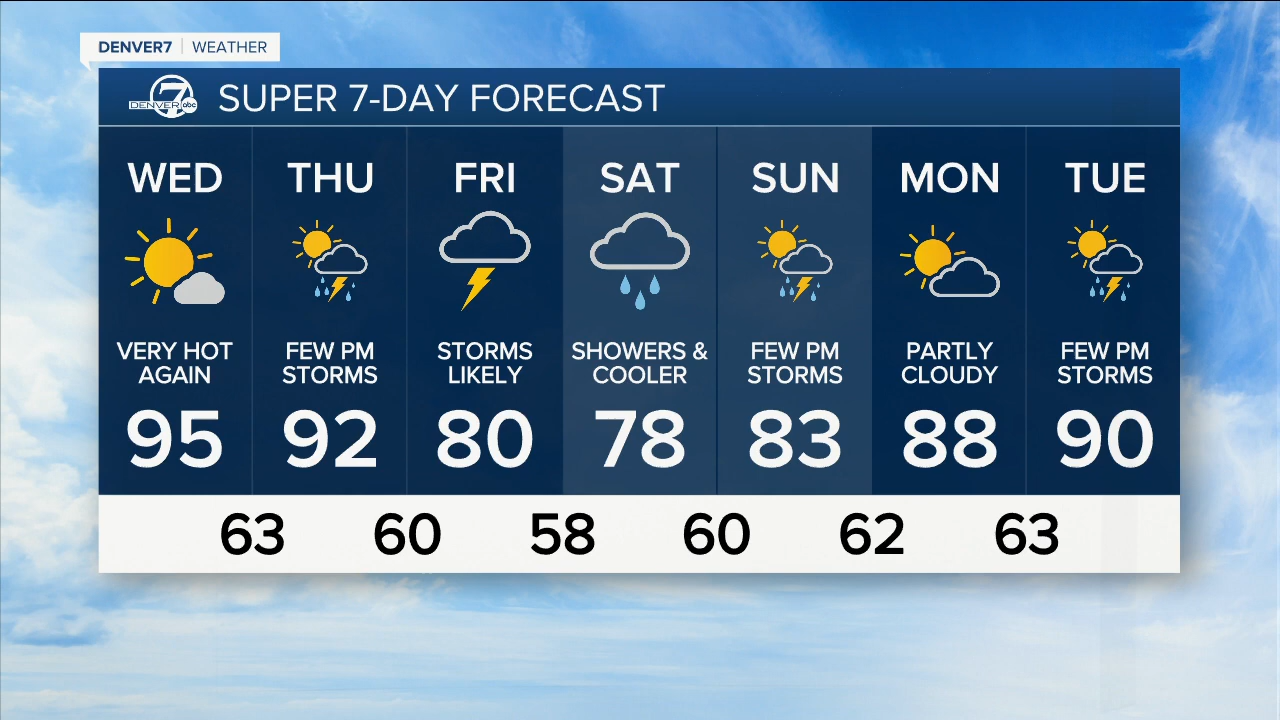 DENVER7 | WEATHER
7
DENVER abc
SUPER 7-DAY FORECAST
WED THU FRI SAT SUN MON TUE
VERY HOT FEW PM STORMS SHOWERS & FEW PM PARTLY FEW PM
AGAIN STORMS LIKELY COOLER STORMS CLOUDY STORMS
95 92 80 78 83 88 90
63 60 58 60 62 63